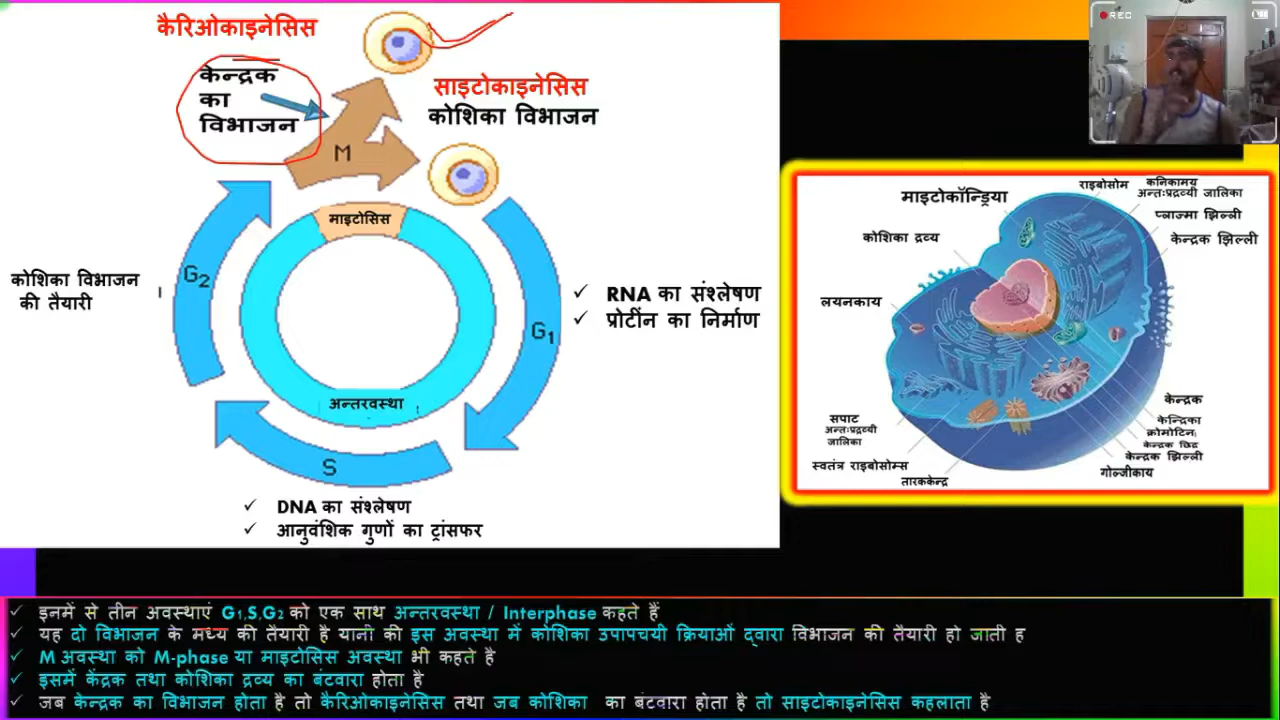 कैरिओकाइनेसिस
केन्द्रक
का
विभाजन
साइटोकाइनेसिस
कोशिका विभाजन
M
माइटोसिस
G2
कोशिका विभाजन
की तैयारी
RNA का संश्लेषण
प्रोटीन का निर्माण
G1
अन्तरवस्था
S
DNA का संश्लेषण
आनुवंशिक गुणों का ट्रांसफर
REC
माइटोकॉन्ड्रिया
राइबोसोम
कनिकामय
अन्तःप्रद्रव्यी जालिका
प्लाज्मा झिल्ली
केन्द्रक झिल्ली
कोशिका द्रव्य
लयनकाय
सपाट
अन्तःप्रद्रव्यी
जालिका
स्वतंत्र राइबोसोम्स
तारककेन्द्र
केन्द्रक
केन्द्रिका
क्रोमोटिन
केन्द्रक छिद्र
केन्द्रक झिल्ली
गोल्जीकाय
इनमें से तीन अवस्थाएं G1,S,G2 को एक साथ अन्तरवस्था / Interphase कहते हैं
यह दो विभाजन के मध्य की तैयारी है यानी की इस अवस्था में कोशिका उपापचयी क्रियाओं द्वारा विभाजन की तैयारी हो जाती ह
M अवस्था को M-phase या माइटोसिस अवस्था भी कहते है
इसमें केंद्रक तथा कोशिका द्रव्य का बंटवारा होता है
जब केन्द्रक का विभाजन होता है तो कैरिओकाइनेसिस तथा जब कोशिका का बंटवारा होता है तो साइटोकाइनेसिस कहलाता है